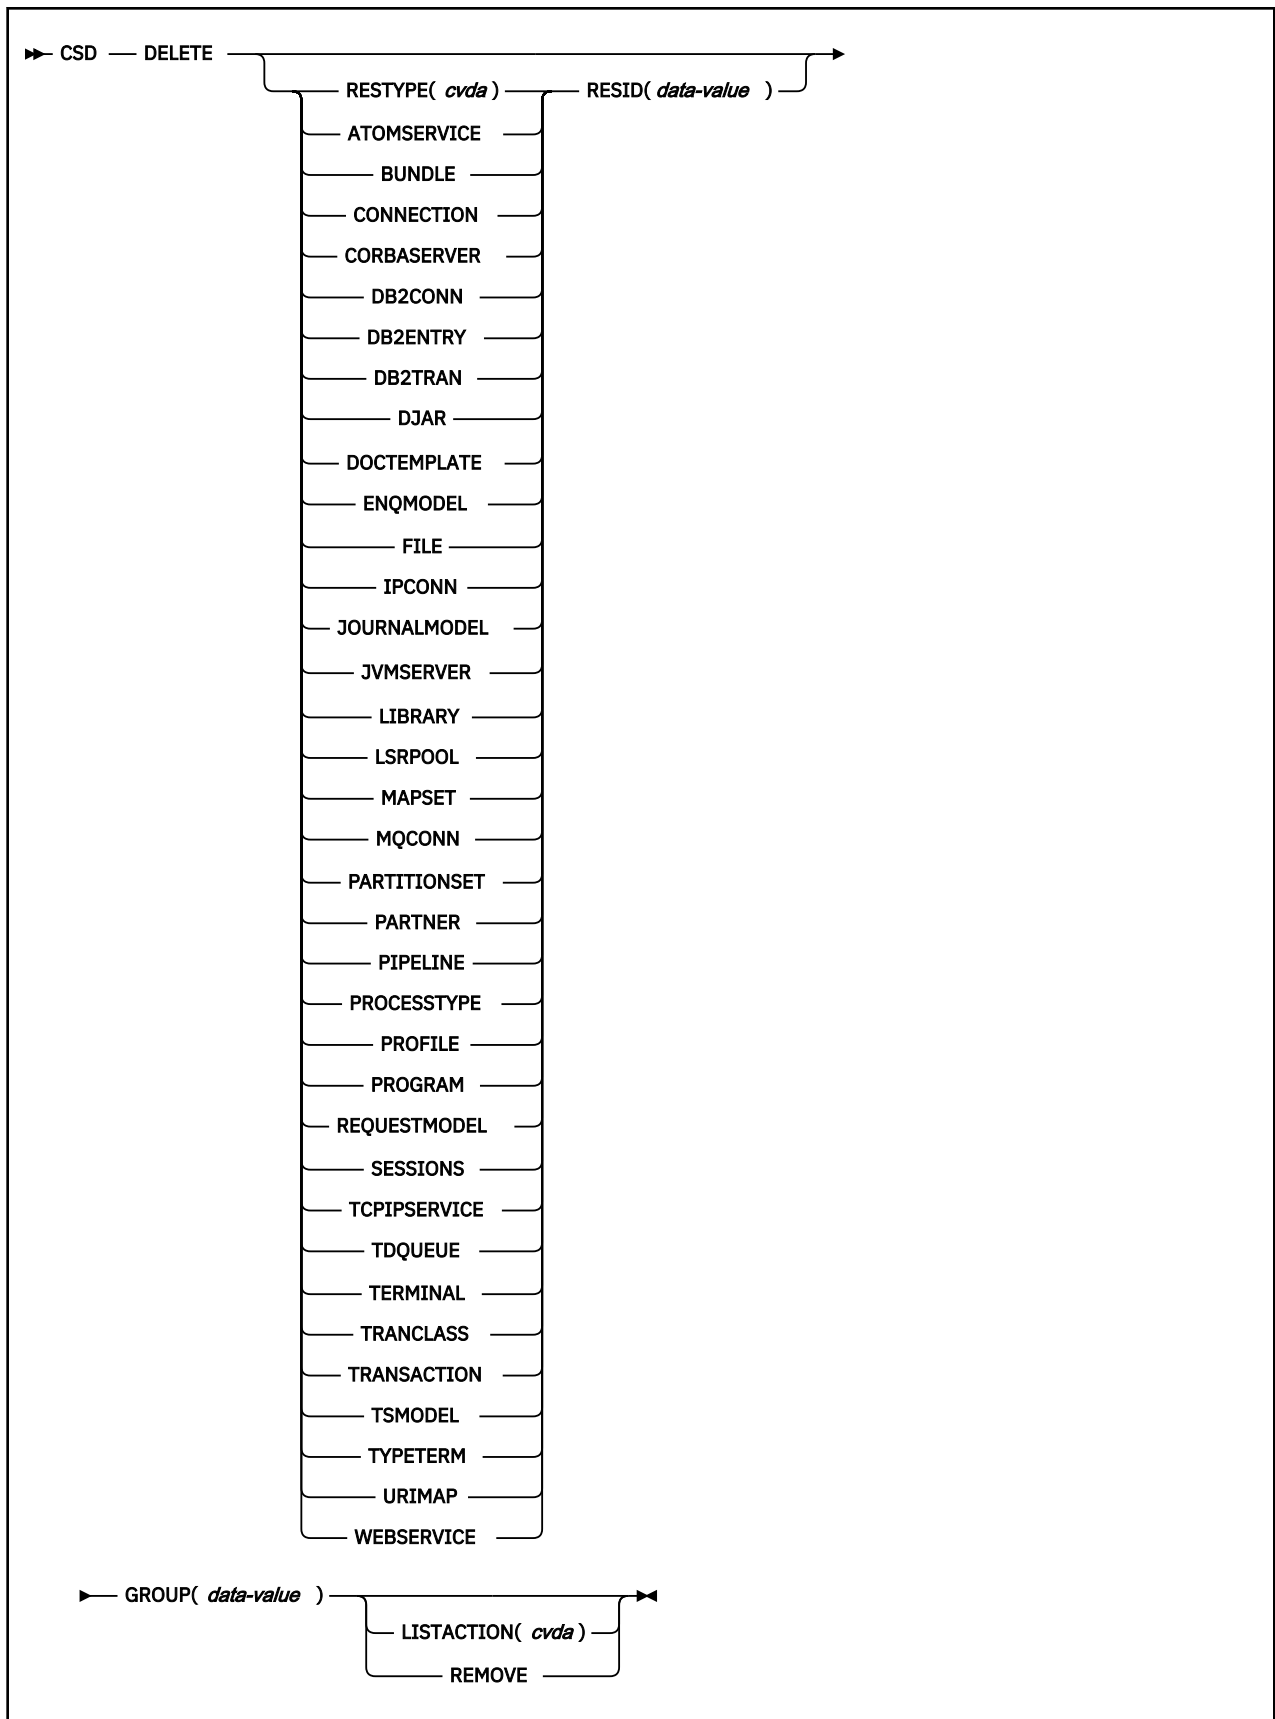 CSD DELETE
RESTYPE( cvda ) RESID( data-value )
ATOMSERVICE
BUNDLE
CONNECTION
CORBASERVER
DB2CONN
DB2ENTRY
DB2TRAN
DJAR
DOCTEMPLATE
ENQMODEL
FILE
IPCONN
JOURNALMODEL
JVMSERVER
LIBRARY
LSRPOOL
MAPSET
MQCONN
PARTITIONSET
PARTNER
PIPELINE
PROCESSTYPE
PROFILE
PROGRAM
REQUESTMODEL
SESSIONS
TCPIPSERVICE
TDQUEUE
TERMINAL
TRANCLASS
TRANSACTION
TSMODEL
TYPETERM
URIMAP
WEBSERVICE
GROUP( data-value )
LISTACTION( cvda )
REMOVE